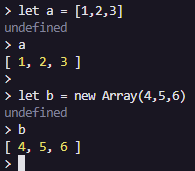 > let a = [1,2,3]
undefined
> a
[ 1, 2, 3 ]
>
> let b = new Array(4,5,6)
undefined
> b
[ 4, 5, 6 ]
>